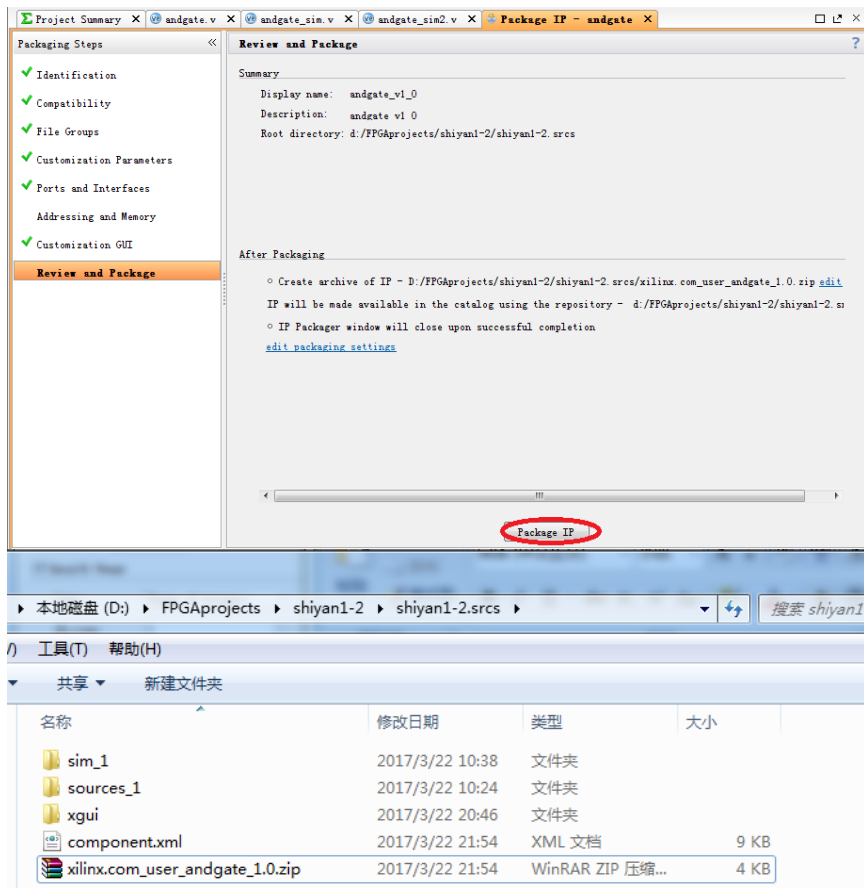 Project Summary andgate.v andgate_sim.v andgate_sim2.v Package IP - andgate
Packaging Steps
Review and Package
Identification
Compatibility
File Groups
Customization Parameters
Ports and Interfaces
Addressing and Memory
Customization GUI
Review and Package
Summary
Display name: andgate_v1_0
Description: andgate v1 0
Root directory: d:/FPGAprojects/shiyan1-2/shiyan1-2.srcs
After Packaging
Create archive of IP - D:/FPGAprojects/shiyan1-2/shiyan1-2.srcs/xilinx.com_user_andgate_1.0.zip edit
IP will be made available in the catalog using the repository - d:/FPGAprojects/shiyan1-2/shiyan1-2.s
IP Packager window will close upon successful completion
edit packaging settings
Package IP
本地磁盘 (D:) FPGAprojects shiyan1-2 shiyan1-2.srcs 搜索 shiyan1
工具(T) 帮助(H)
共享 新建文件夹
名称 修改日期 类型 大小
sim_1 2017/3/22 10:38 文件夹
sources_1 2017/3/22 10:24 文件夹
xgui 2017/3/22 20:46 文件夹
component.xml 2017/3/22 21:54 XML 文档 9 KB
xilinx.com_user_andgate_1.0.zip 2017/3/22 21:54 WinRAR ZIP 压缩... 4 KB